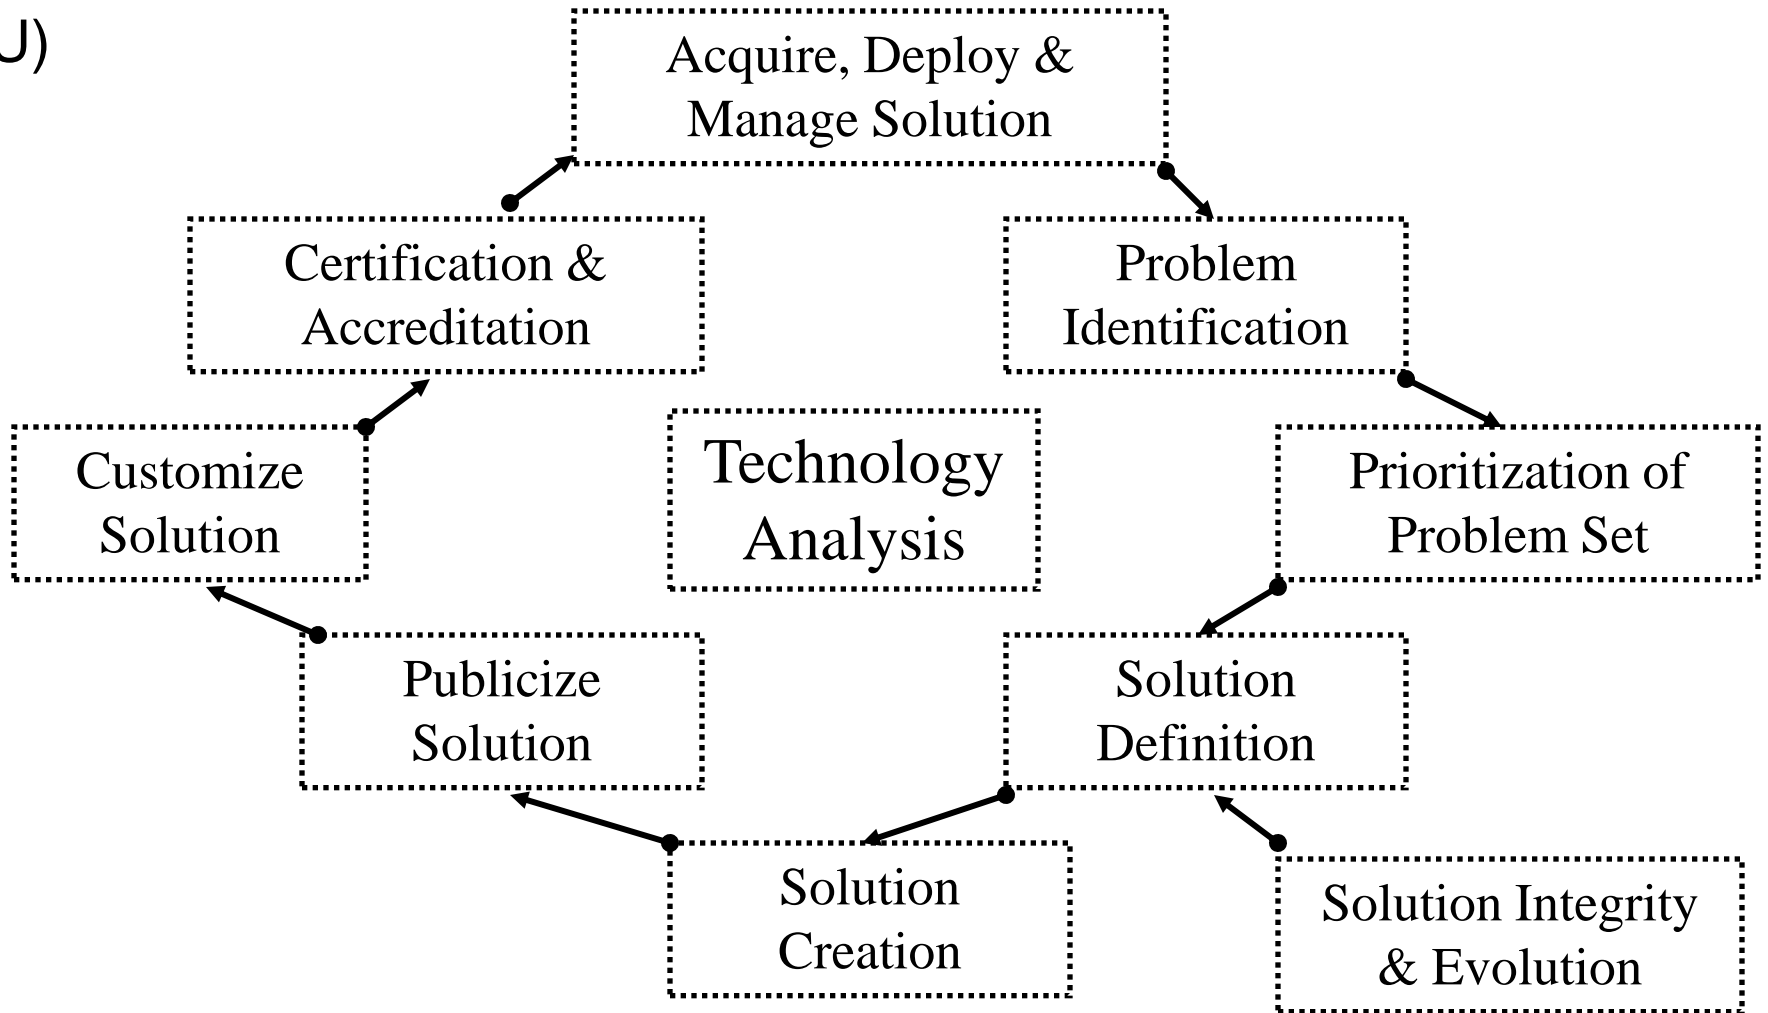 U)
Acquire, Deploy &
Manage Solution
Certification &
Accreditation
Problem
Identification
Customize
Solution
Technology
Analysis
Prioritization of
Problem Set
Publicize
Solution
Solution
Definition
Solution
Creation
Solution Integrity
& Evolution